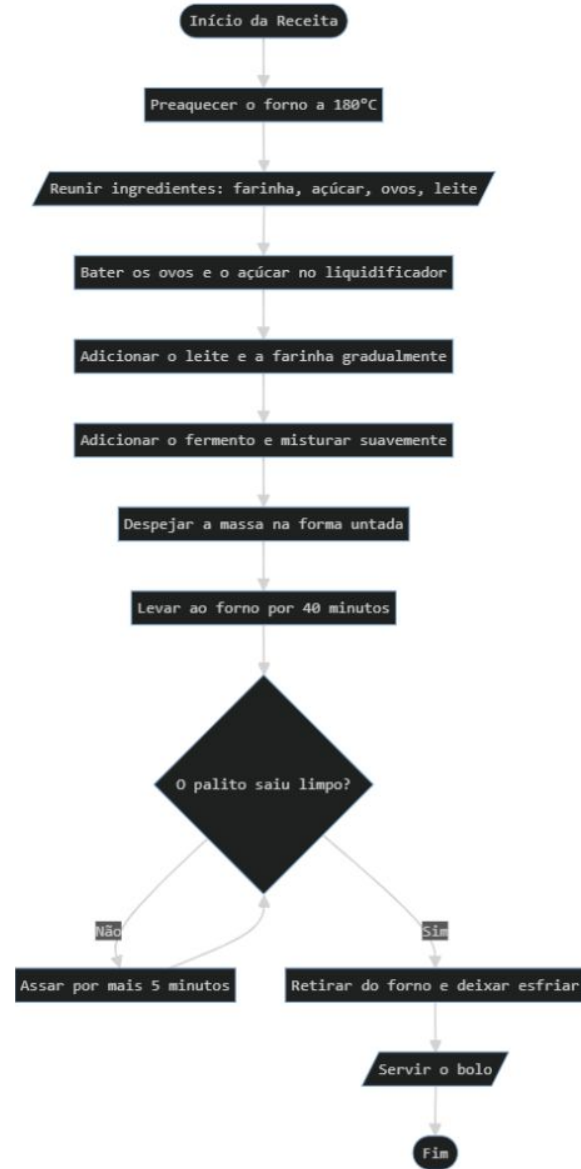 Início da Receita
Preaquecer o forno a 180°C
Reunir ingredientes: farinha, açúcar, ovos, leite
Bater os ovos e o açúcar no liquidificador
Adicionar o leite e a farinha gradualmente
Adicionar o fermento e misturar suavemente
Despejar a massa na forma untada
Levar ao forno por 40 minutos
O palito saiu limpo?
Não
Sim
Assar por mais 5 minutos
Retirar do forno e deixar esfriar
Servir o bolo
Fim